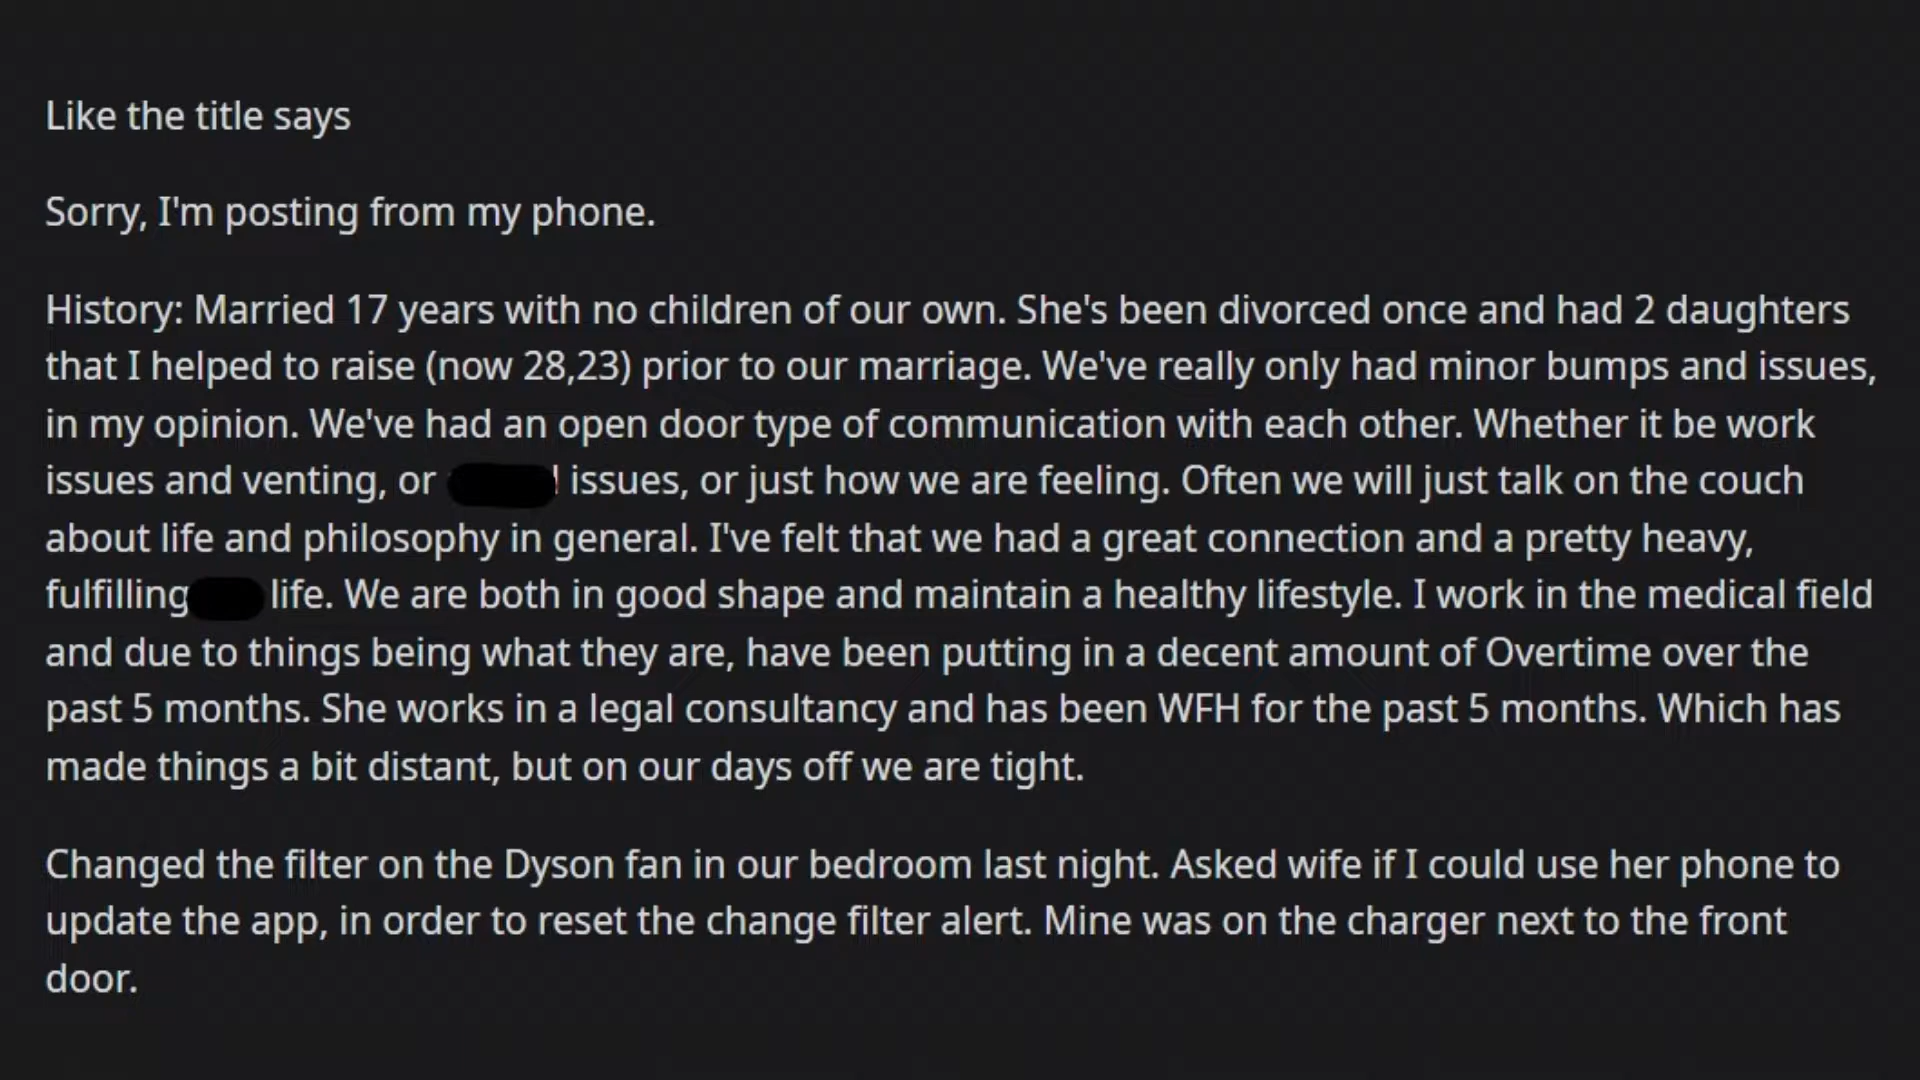 Like the title says
Sorry, I'm posting from my phone.
History: Married 17 years with no children of our own. She's been divorced once and had 2 daughters
that I helped to raise (now 28,23) prior to our marriage. We've really only had minor bumps and issues,
in my opinion. We've had an open door type of communication with each other. Whether it be work
issues and venting, or issues, or just how we are feeling. Often we will just talk on the couch
about life and philosophy in general. I've felt that we had a great connection and a pretty heavy,
fulfilling life. We are both in good shape and maintain a healthy lifestyle. I work in the medical field
and due to things being what they are, have been putting in a decent amount of Overtime over the
past 5 months. She works in a legal consultancy and has been WFH for the past 5 months. Which has
made things a bit distant, but on our days off we are tight.
Changed the filter on the Dyson fan in our bedroom last night. Asked wife if I could use her phone to
update the app, in order to reset the change filter alert. Mine was on the charger next to the front
door.